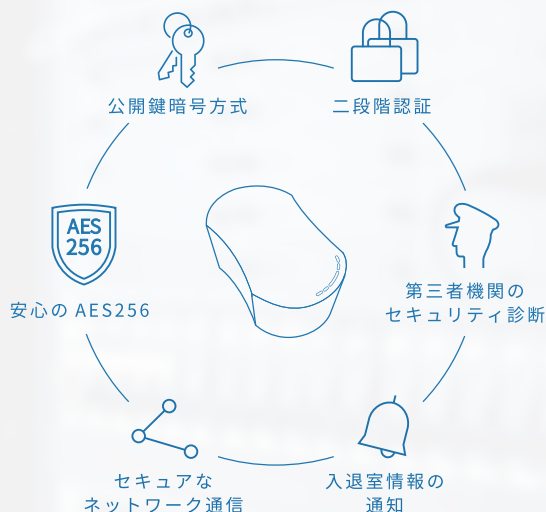 公開鍵暗号方式
二段階認証
AES
256
安心の AES256
第三者機関の
セキュリティ診断
セキュアな
ネットワーク通信
入退室情報の
通知